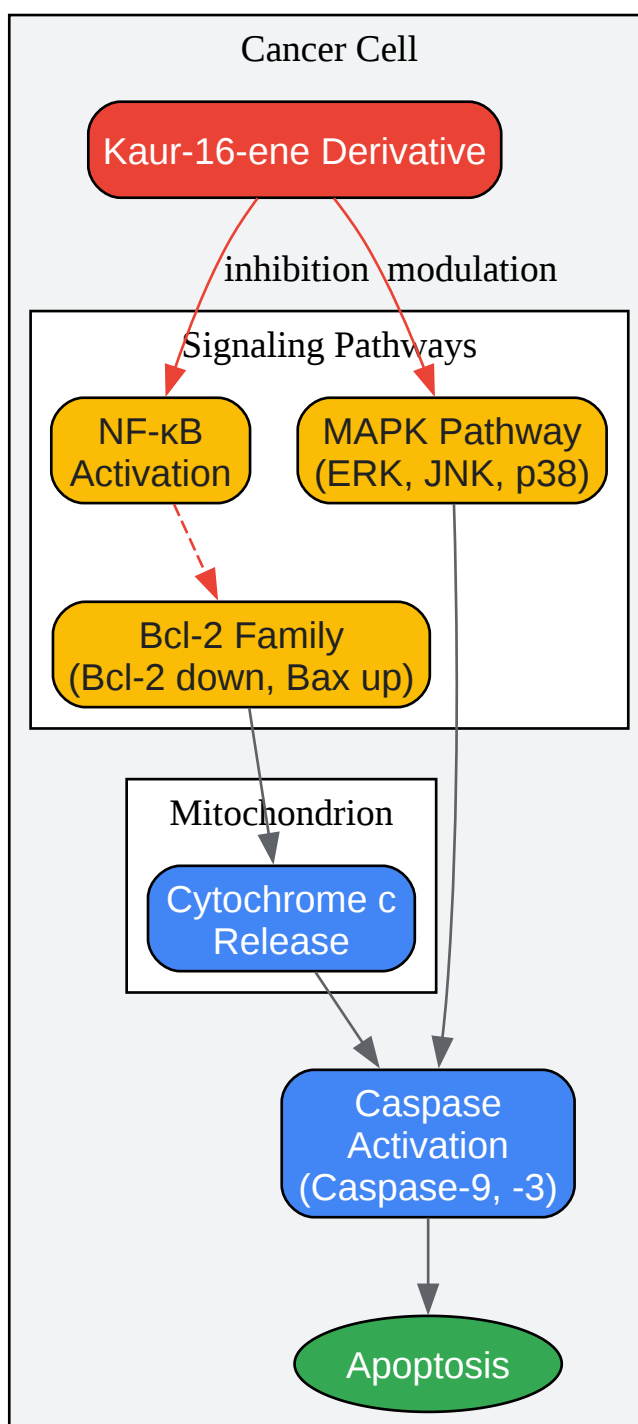 Cancer Cell
Kaur-16-ene Derivative
inhibition
modulation
Signaling Pathways
NF-κB
Activation
MAPK Pathway
(ERK, JNK, p38)
Bcl-2 Family
(Bcl-2 down, Bax up)
Mitochondrion
Cytochrome c
Release
Caspase
Activation
(Caspase-9, -3)
Apoptosis